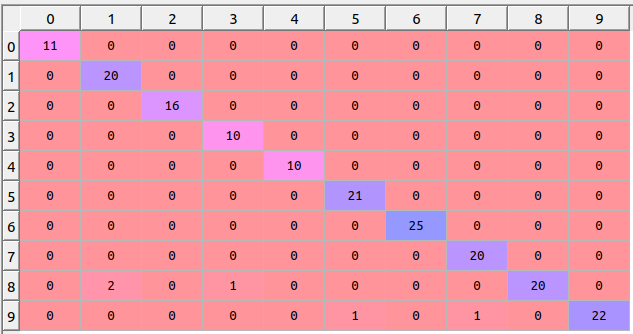 0 1 2 3 4 5 6 7 8 9
0 11 0 0 0 0 0 0 0 0 0
1 0 20 0 0 0 0 0 0 0 0
2 0 0 16 0 0 0 0 0 0 0
3 0 0 0 10 0 0 0 0 0 0
4 0 0 0 0 10 0 0 0 0 0
5 0 0 0 0 0 21 0 0 0 0
6 0 0 0 0 0 0 25 0 0 0
7 0 0 0 0 0 0 0 20 0 0
8 0 2 0 1 0 0 0 0 20 0
9 0 0 0 0 0 1 0 1 0 22